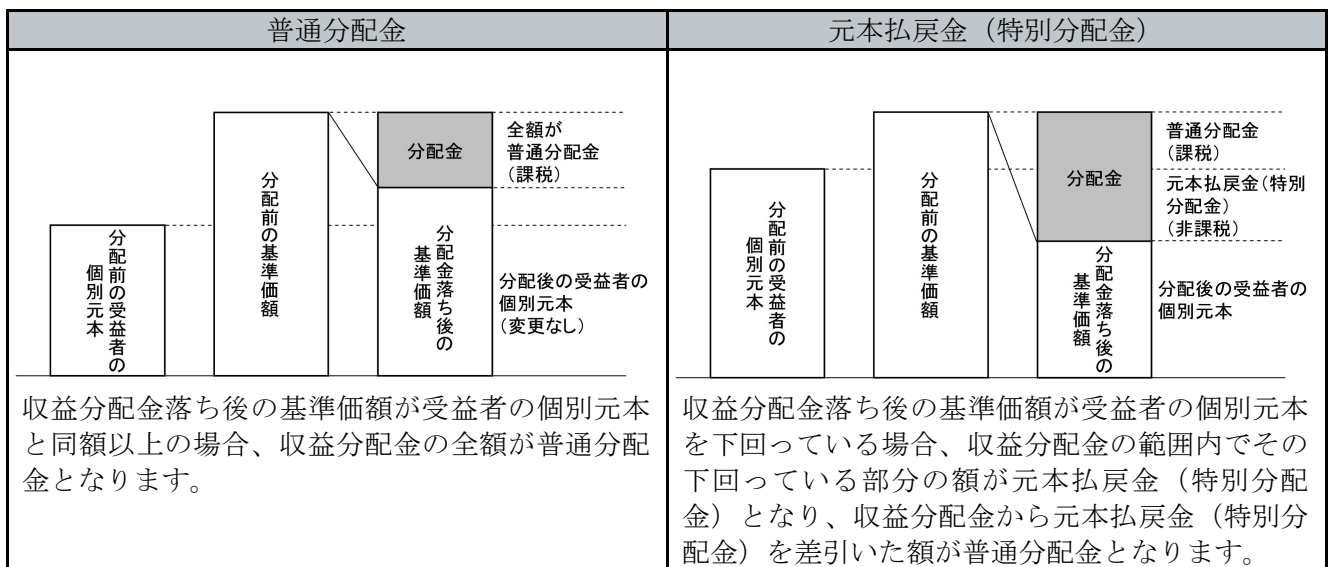 普通分配金
分配前の受益者の
個別元本
分配前の基準価額
分配金
分配金落ち後の
基準価額
全額が
普通分配金
（課税）
分配後の受益者の
個別元本
（変更なし）
収益分配金落ち後の基準価額が受益者の個別元本
と同額以上の場合、収益分配金の全額が普通分配
金となります。
元本払戻金（特別分配金）
分配前の受益者の
個別元本
分配前の基準価額
分配金
分配金落ち後の
基準価額
普通分配金
（課税）
元本払戻金（特別
分配金）
（非課税）
分配後の受益者の
個別元本
収益分配金落ち後の基準価額が受益者の個別元本
を下回っている場合、収益分配金の範囲内でその
下回っている部分の額が元本払戻金（特別分配
金）となり、収益分配金から元本払戻金（特別分
配金）を差引いた額が普通分配金となります。